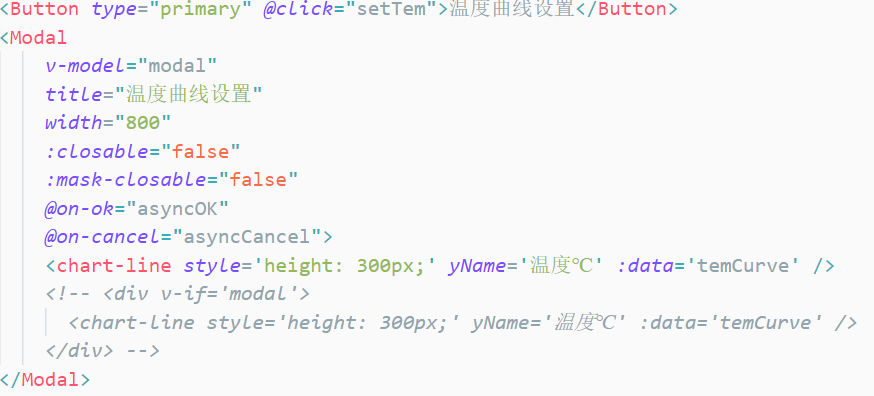 <Button type="primary" @click="setTem">温度曲线设置</Button>
<Modal
v-model="modal"
title="温度曲线设置"
width="800"
:closable="false"
:mask-closable="false"
@on-ok="asyncOK"
@on-cancel="asyncCancel">
<chart-line style='height: 300px;' yName='温度℃' :data='temCurve' />
<!-- <div v-if='modal'>
<chart-line style='height: 300px;' yName='温度℃' :data='temCurve' />
</div> -->
</Modal>